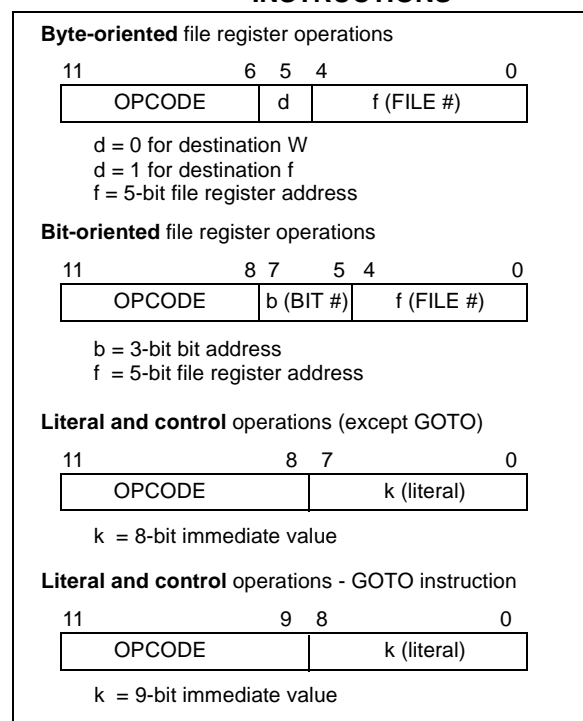 INSTRUCTIONS
Byte-oriented file register operations
11 6 5 4 0
OPCODE d f (FILE #)
d = 0 for destination W
d = 1 for destination f
f = 5-bit file register address
Bit-oriented file register operations
11 8 7 5 4 0
OPCODE b (BIT #) f (FILE #)
b = 3-bit bit address
f = 5-bit file register address
Literal and control operations (except GOTO)
11 8 7 0
OPCODE k (literal)
k = 8-bit immediate value
Literal and control operations - GOTO instruction
11 9 8 0
OPCODE k (literal)
k = 9-bit immediate value